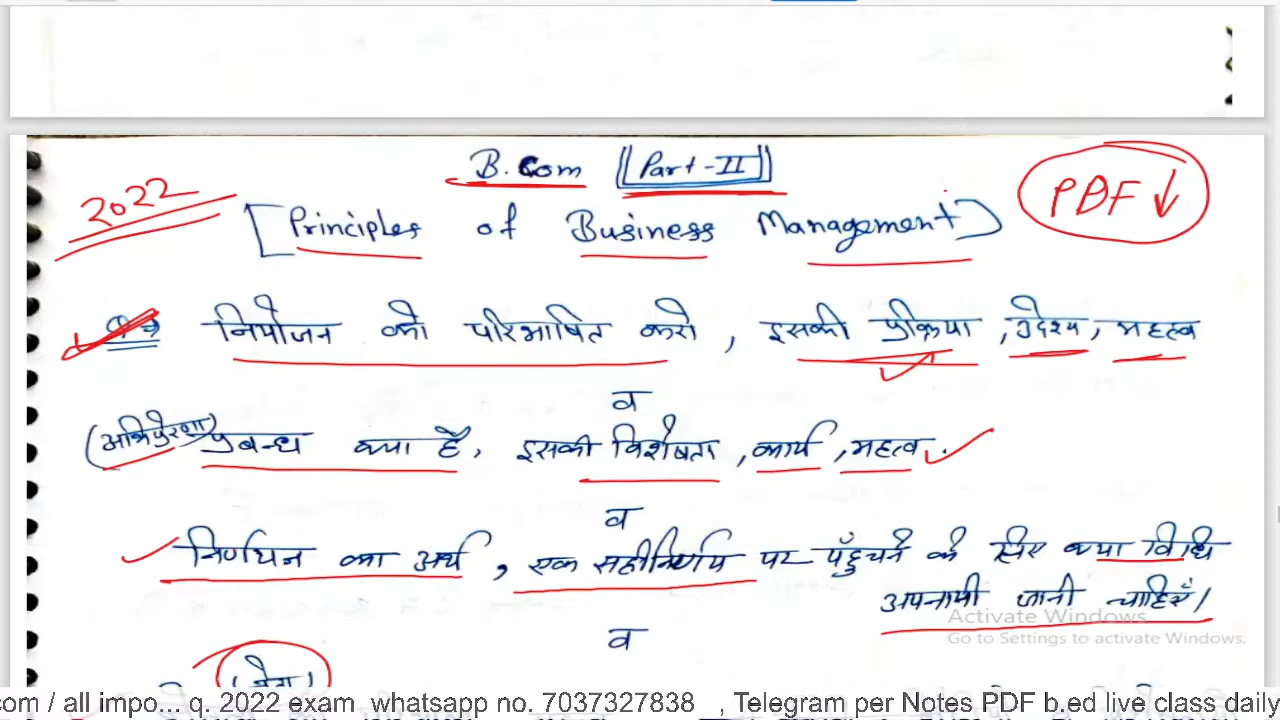 B.Com Part-II
2022
PDF ↓
[Principles of Business Management]
Q→ नियोजन को परिभाषित करो, इसकी प्रक्रिया, उद्देश्य, महत्व
व
(अभिप्रेरणा) प्रबन्ध क्या है, इसकी विशेषता, कार्य, महत्व.
व
निर्णयन का अर्थ, एक सही निर्णय पर पहुँचने के लिए क्या विधि
अपनायी जानी चाहिएँ।
Activate Windows
Go to Settings to activate Windows.
व
com / all impo... q. 2022 exam whatsapp no. 7037327838 , Telegram per Notes PDF b.ed live class daily